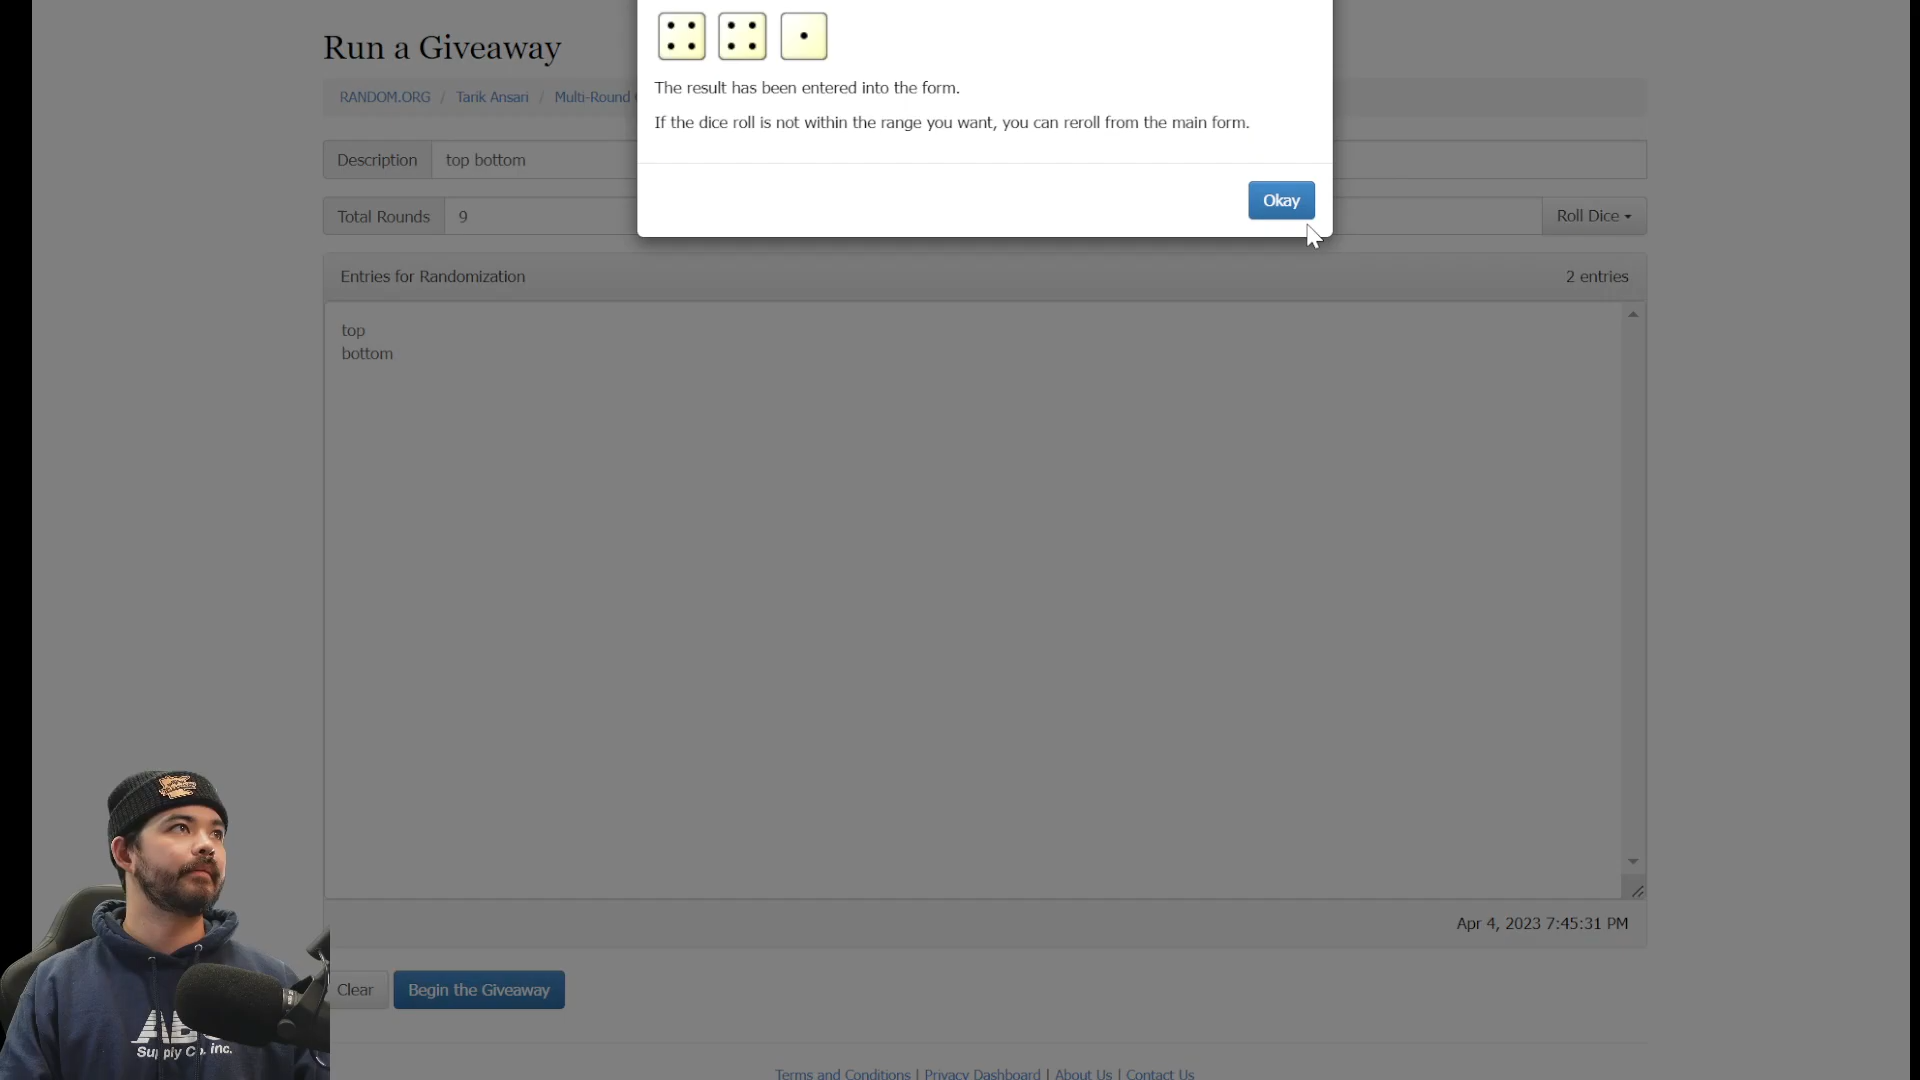 Run a Giveaway
RANDOM.ORG / Tarik Ansari / Multi-Round
Description top bottom
Total Rounds 9 Roll Dice
The result has been entered into the form.
If the dice roll is not within the range you want, you can reroll from the main form.
Okay
Entries for Randomization 2 entries
top
bottom
Apr 4, 2023 7:45:31 PM
Clear Begin the Giveaway
Supply Co. inc.
Terms and Conditions | Privacy Dashboard | About Us | Contact Us